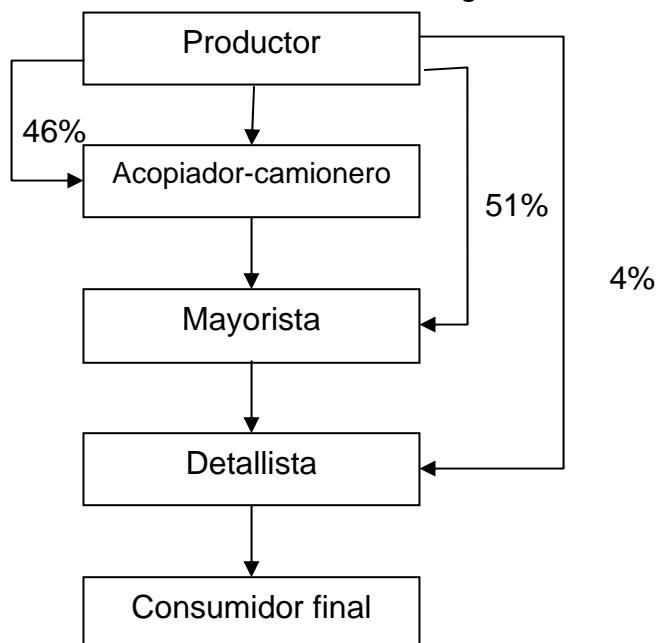 Productor
46%
Acopiador-camionero
51%
4%
Mayorista
Detallista
Consumidor final